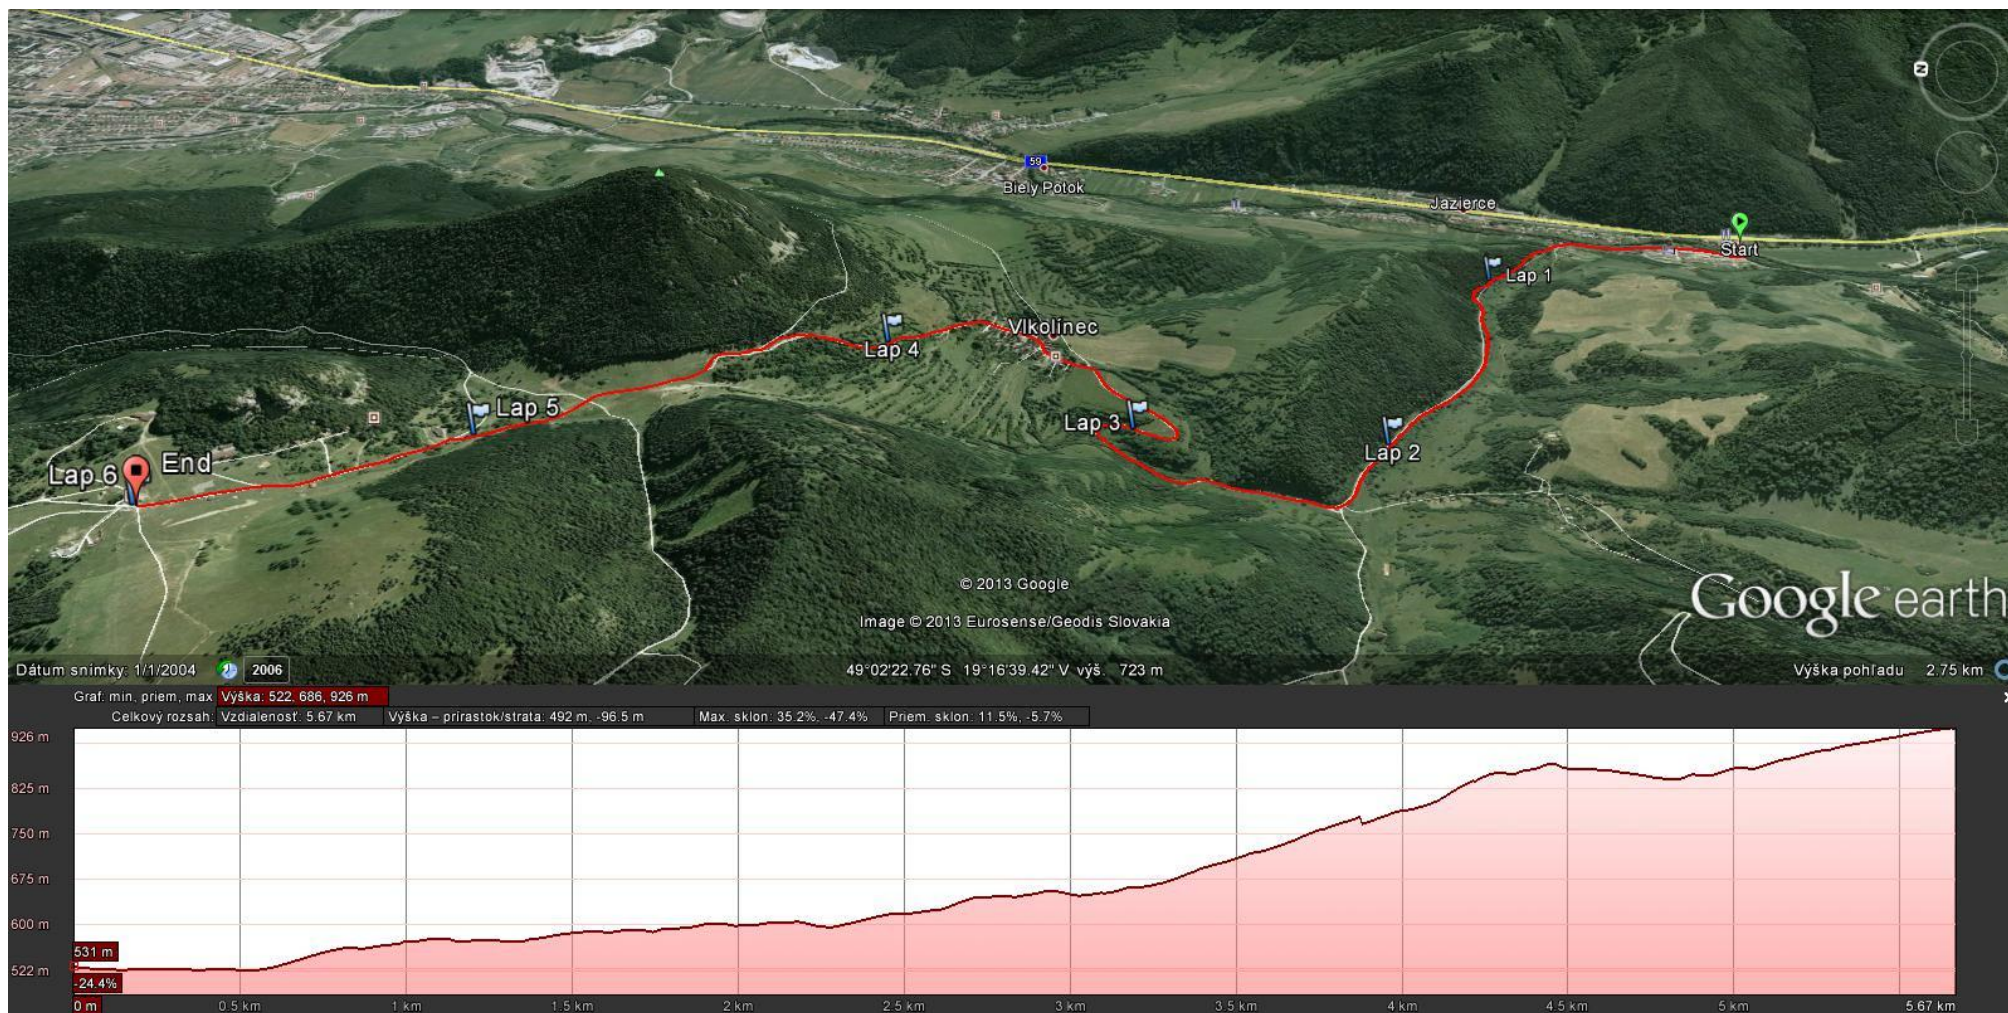 N
59
Biely Potok
Jazierce
Start
Lap 1
Vlkolínec
Lap 4
Lap 5
Lap 3
Lap 2
Lap 6
End
© 2013 Google
Google earth
Image © 2013 Eurosense/Geodis Slovakia
Dátum snímky: 1/1/2004
2006
49°02'22.76" S 19°16'39.42" V výš. 723 m
Výška pohľadu 2.75 km
Graf: min, priem, max Výška: 522, 686, 926 m
Celkový rozsah: Vzdialenosť: 5.67 km Výška – prírastok/strata: 492 m, -96.5 m Max. sklon: 35.2%, -47.4% Priem. sklon: 11.5%, -5.7%
926 m
825 m
750 m
675 m
600 m
531 m
522 m
-24.4%
0 m 0.5 km 1 km 1.5 km 2 km 2.5 km 3 km 3.5 km 4 km 4.5 km 5 km 5.67 km